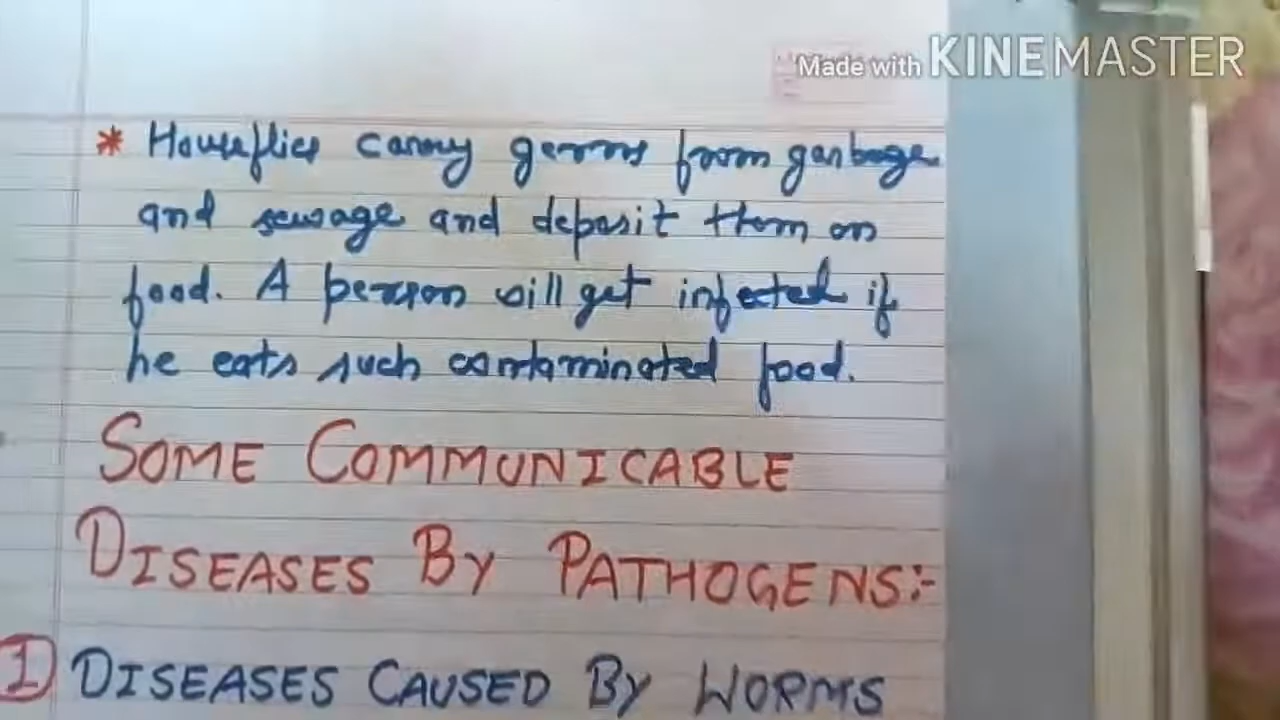 Made with KINEMASTER
* Houseflies carry germs from garbage
and sewage and deposit them on
food. A person will get infected if
he eats such contaminated food.
SOME COMMUNICABLE
DISEASES BY PATHOGENS:-
1 DISEASES CAUSED BY WORMS